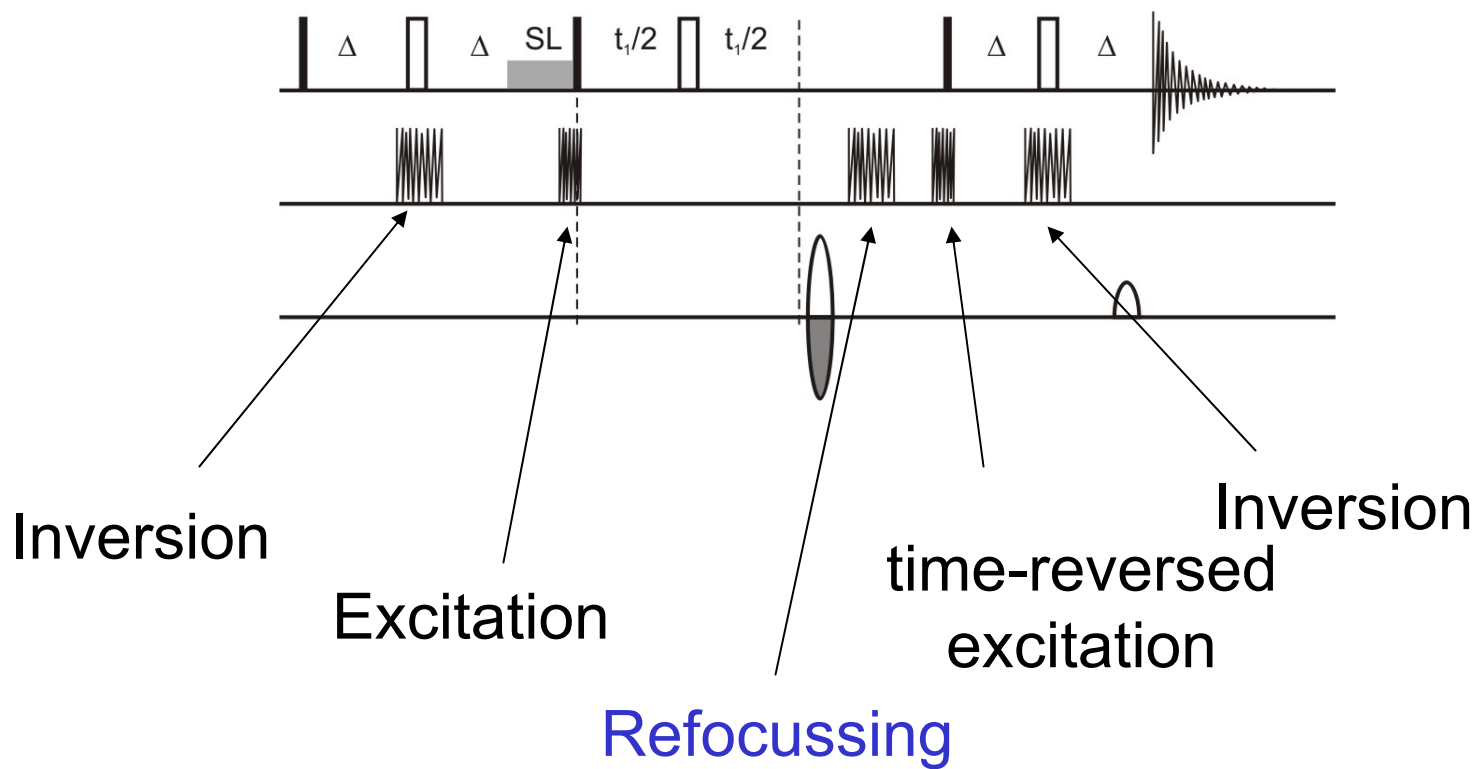 Δ Δ SL t₁/2 t₁/2 Δ Δ
Inversion
Excitation
Refocussing
time-reversed
excitation
Inversion